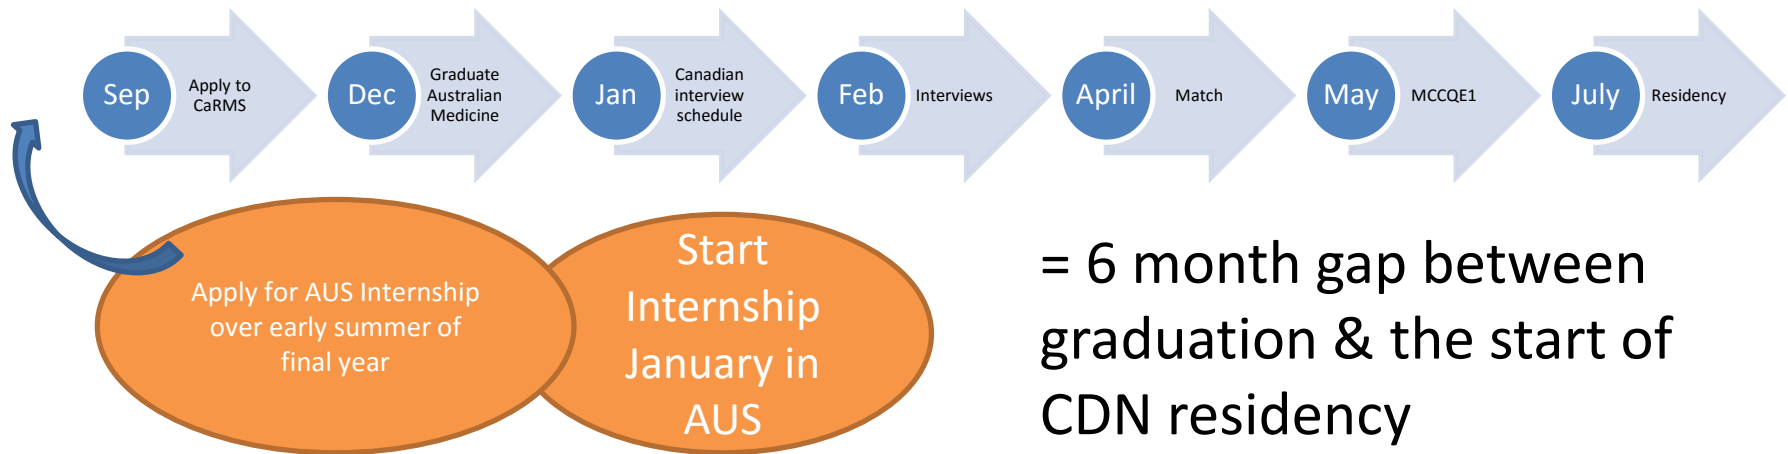 Sep
Apply to
CaRMS
Dec
Graduate
Australian
Medicine
Jan
Canadian
interview
schedule
Feb
Interviews
April
Match
May
MCCQE1
July
Residency
Apply for AUS Internship
over early summer of
final year
Start
Internship
January in
AUS
= 6 month gap between
graduation & the start of
CDN residency